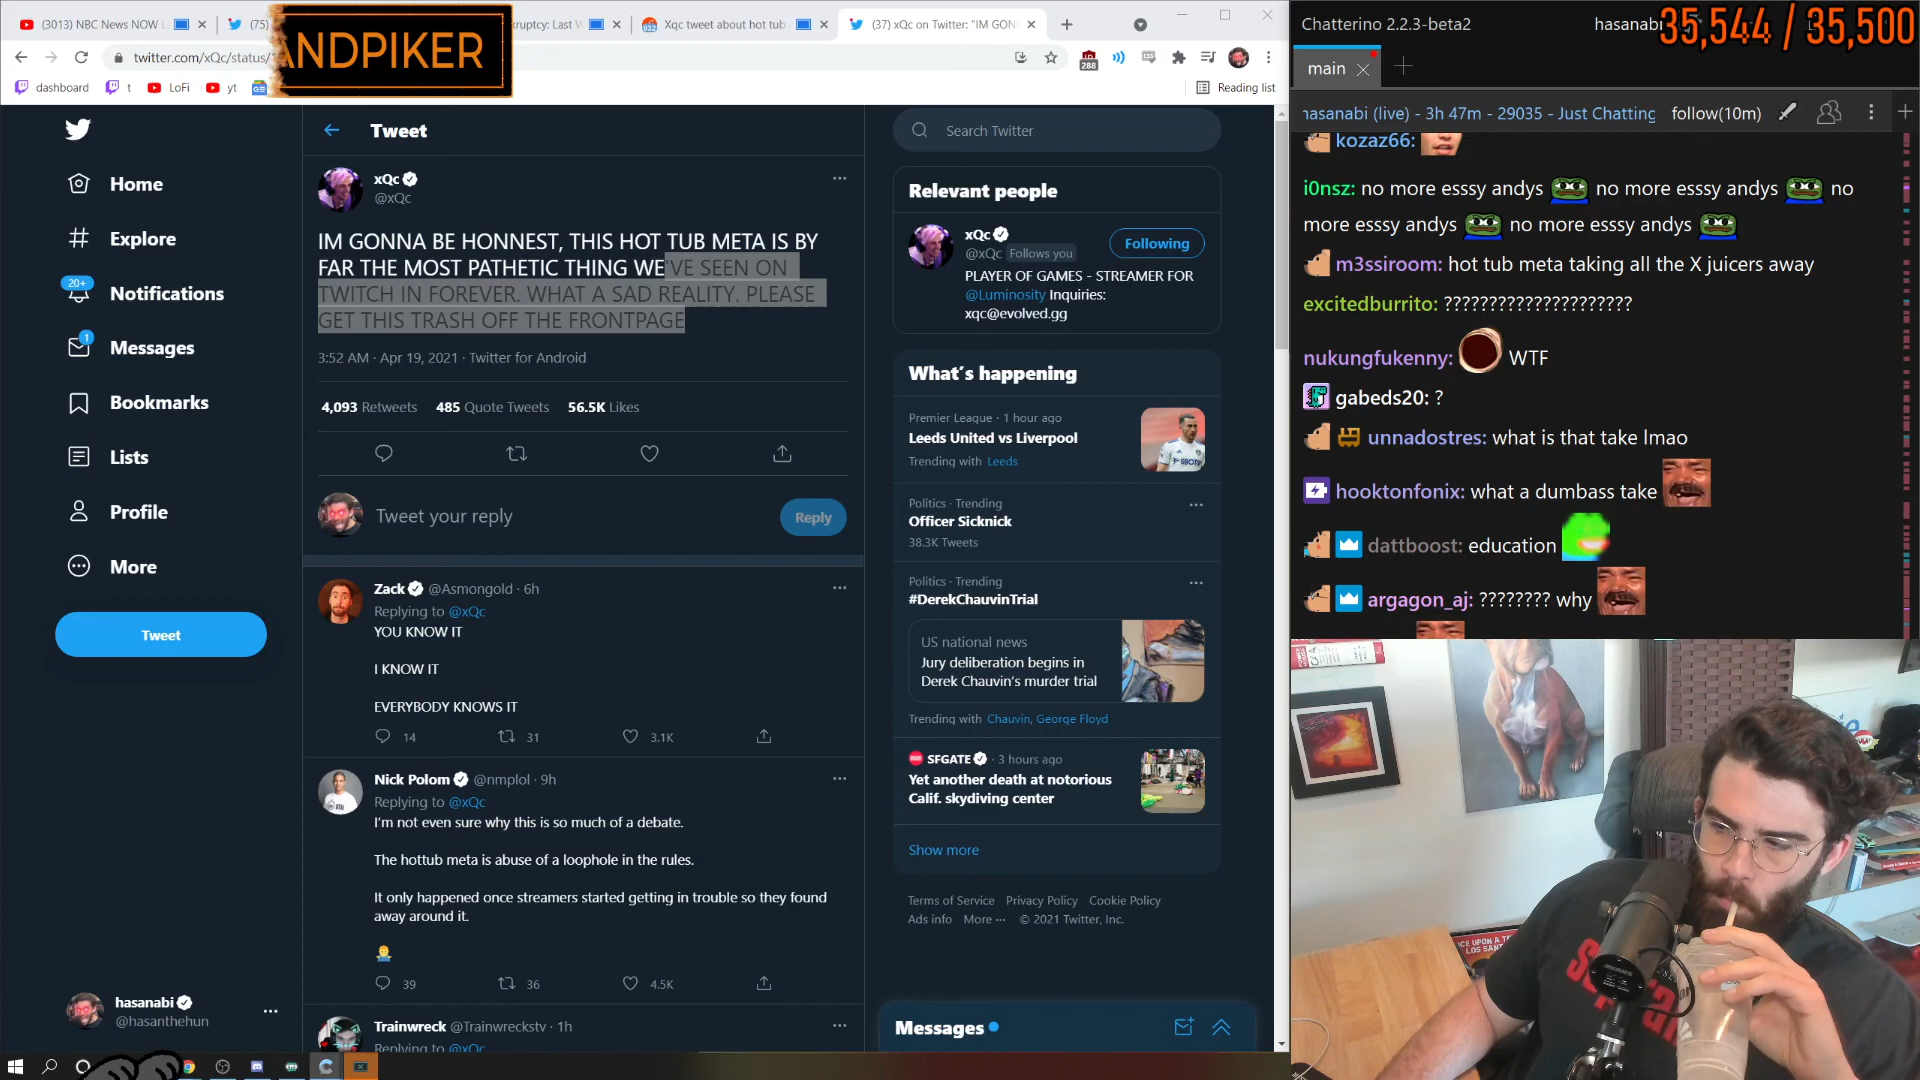 (3013) NBC News NOW L
(75)
kruptcy: Last W
Xqc tweet about hot tub
(37) xQc on Twitter: "IM GONN
ANDPIKER
twitter.com/xQc/status/
288
dashboard
t
LoFi
yt
Reading list
Tweet
Home
Explore
20+
Notifications
1
Messages
Bookmarks
Lists
Profile
More
Tweet
hasanabi
@hasanthehun
xQc
@xQc
IM GONNA BE HONNEST, THIS HOT TUB META IS BY
FAR THE MOST PATHETIC THING WE'VE SEEN ON
TWITCH IN FOREVER. WHAT A SAD REALITY. PLEASE
GET THIS TRASH OFF THE FRONTPAGE
3:52 AM · Apr 19, 2021 · Twitter for Android
4,093 Retweets 485 Quote Tweets 56.5K Likes
Tweet your reply
Reply
Zack @Asmongold · 6h
Replying to @xQc
YOU KNOW IT
I KNOW IT
EVERYBODY KNOWS IT
14 31 3.1K
Nick Polom @nmplol · 9h
Replying to @xQc
I'm not even sure why this is so much of a debate.
The hottub meta is abuse of a loophole in the rules.
It only happened once streamers started getting in trouble so they found
away around it.
39 36 4.5K
Trainwreck @Trainwreckstv · 1h
Replying to @xQc
Search Twitter
Relevant people
xQc
@xQc Follows you
Following
PLAYER OF GAMES - STREAMER FOR
@Luminosity Inquiries:
xqc@evolved.gg
What's happening
Premier League · 1 hour ago
Leeds United vs Liverpool
Trending with Leeds
Politics · Trending
Officer Sicknick
38.3K Tweets
Politics · Trending
#DerekChauvinTrial
US national news
Jury deliberation begins in
Derek Chauvin's murder trial
Trending with Chauvin, George Floyd
SFGATE · 3 hours ago
Yet another death at notorious
Calif. skydiving center
Show more
Terms of Service Privacy Policy Cookie Policy
Ads info More ··· © 2021 Twitter, Inc.
Messages
Chatterino 2.2.3-beta2
hasanabi
35,544 / 35,500
main
hasanabi (live) - 3h 47m - 29035 - Just Chatting
follow(10m)
kozaz66:
i0nsz: no more esssy andys no more esssy andys no
more esssy andys no more esssy andys
m3ssiroom: hot tub meta taking all the X juicers away
excitedburrito: ????????????????????
nukungfukenny: WTF
gabeds20: ?
unnadostres: what is that take lmao
hooktonfonix: what a dumbass take
dattboost: education
argagon_aj: ???????? why